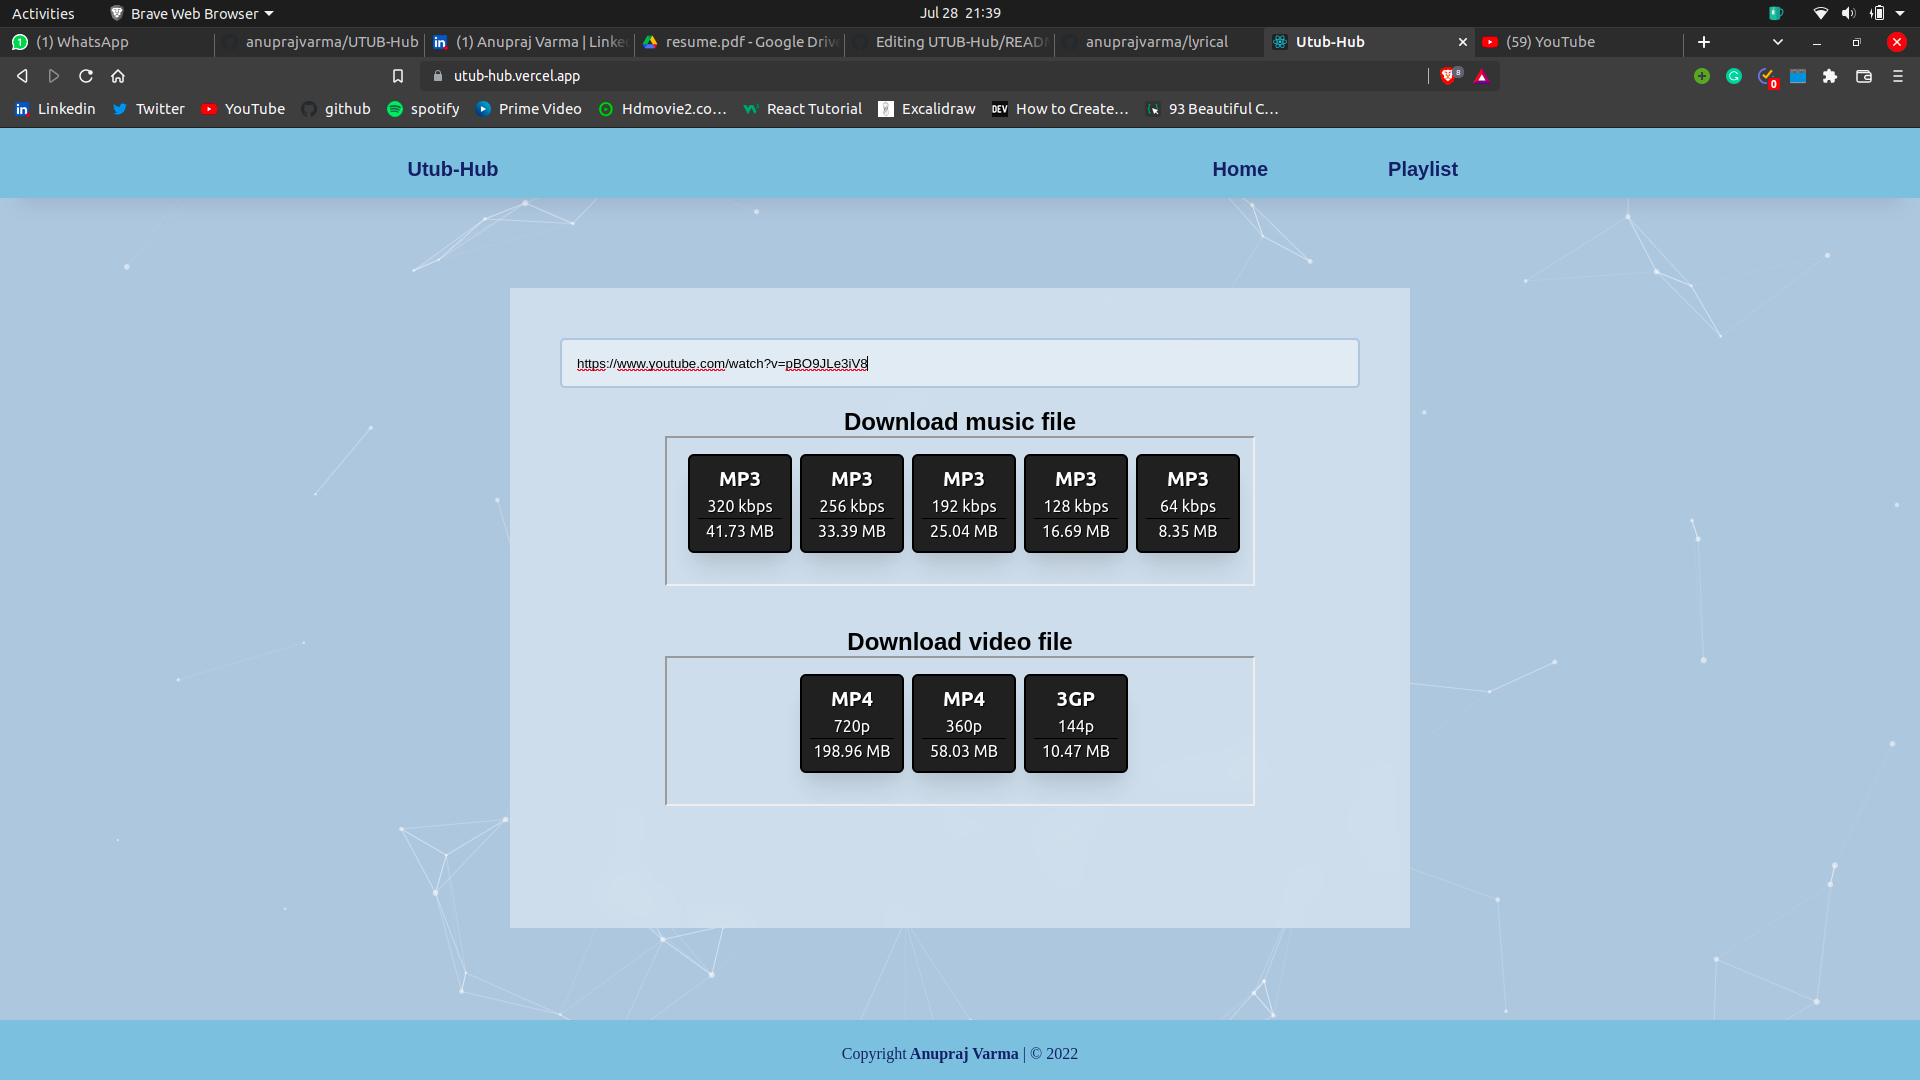 Activities
Brave Web Browser
Jul 28 21:39
(1) WhatsApp
anuprajvarma/UTUB-Hub
(1) Anupraj Varma | Linke
resume.pdf - Google Drive
Editing UTUB-Hub/READ
anuprajvarma/lyrical
Utub-Hub
(59) YouTube
utub-hub.vercel.app
8
0
Linkedin
Twitter
YouTube
github
spotify
Prime Video
Hdmovie2.co…
React Tutorial
Excalidraw
DEV
How to Create…
93 Beautiful C…
Utub-Hub
Home
Playlist
https://www.youtube.com/watch?v=pBO9JLe3iV8
Download music file
MP3
320 kbps
41.73 MB
MP3
256 kbps
33.39 MB
MP3
192 kbps
25.04 MB
MP3
128 kbps
16.69 MB
MP3
64 kbps
8.35 MB
Download video file
MP4
720p
198.96 MB
MP4
360p
58.03 MB
3GP
144p
10.47 MB
Copyright Anupraj Varma | © 2022